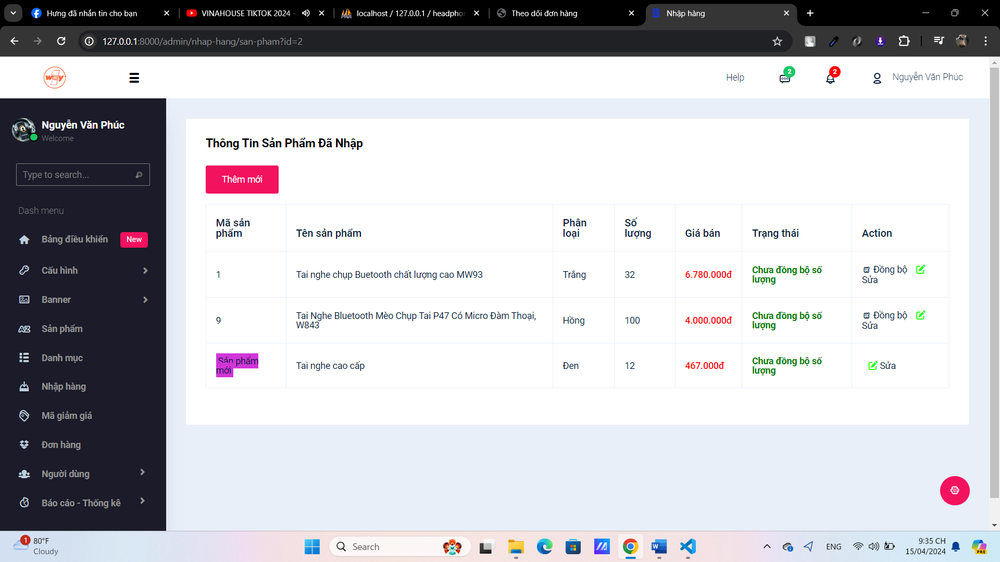 Hưng đã nhắn tin cho bạn
VINAHOUSE TIKTOK 2024 -
localhost / 127.0.0.1 / headpho
Theo dõi đơn hàng
Nhập hàng
127.0.0.1:8000/admin/nhap-hang/san-pham?id=2
way
Help
2
2
Nguyễn Văn Phúc
Nguyễn Văn Phúc
Welcome
Type to search...
Dash menu
Bảng điều khiển
New
Cấu hình
Banner
Sản phẩm
Danh mục
Nhập hàng
Mã giảm giá
Đơn hàng
Người dùng
Báo cáo - Thống kê
Thông Tin Sản Phẩm Đã Nhập
Thêm mới
Mã sản phẩm
Tên sản phẩm
Phân loại
Số lượng
Giá bán
Trạng thái
Action
1
Tai nghe chụp Buetooth chất lượng cao MW93
Trắng
32
6.780.000đ
Chưa đồng bộ số lượng
Đồng bộ
Sửa
9
Tai Nghe Bluetooth Mèo Chụp Tai P47 Có Micro Đàm Thoại,
W843
Hồng
100
4.000.000đ
Chưa đồng bộ số lượng
Đồng bộ
Sửa
Sản phẩm mới
Tai nghe cao cấp
Đen
12
467.000đ
Chưa đồng bộ số lượng
Sửa
1
80°F
Cloudy
Search
ENG
9:35 CH
15/04/2024
PRE